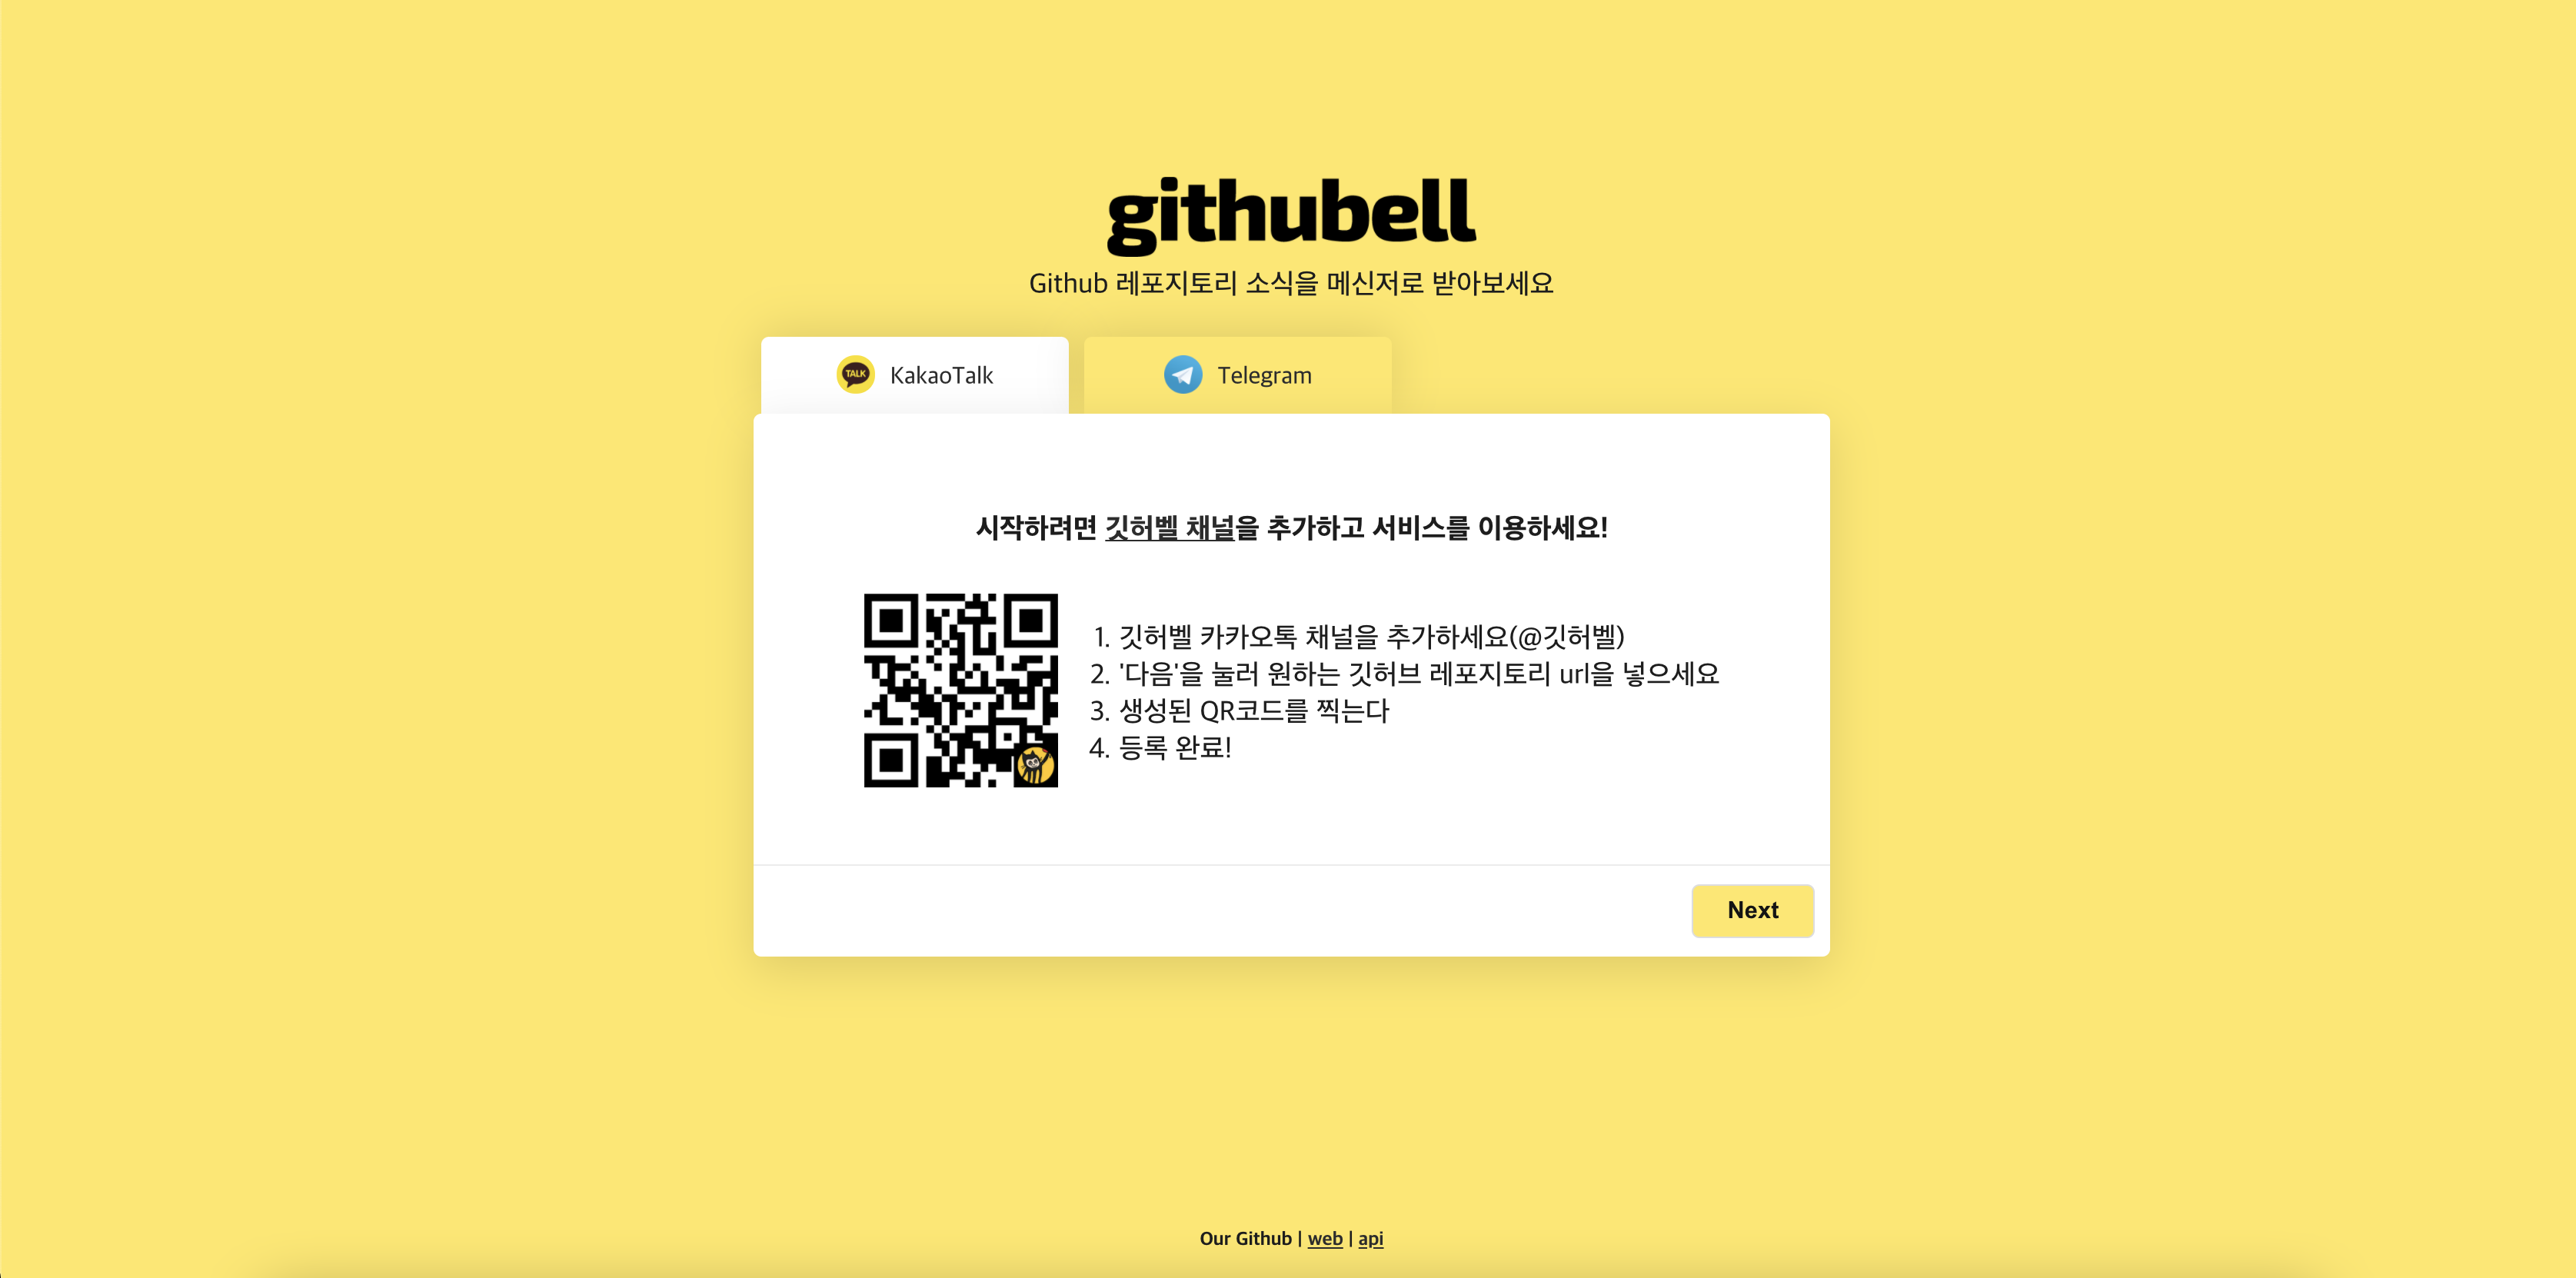 githubell
Github 레포지토리 소식을 메신저로 받아보세요
TALK KakaoTalk
Telegram
시작하려면 깃허벨 채널을 추가하고 서비스를 이용하세요!
1. 깃허벨 카카오톡 채널을 추가하세요(@깃허벨)
2. '다음'을 눌러 원하는 깃허브 레포지토리 url을 넣으세요
3. 생성된 QR코드를 찍는다
4. 등록 완료!
Next
Our Github | web | api